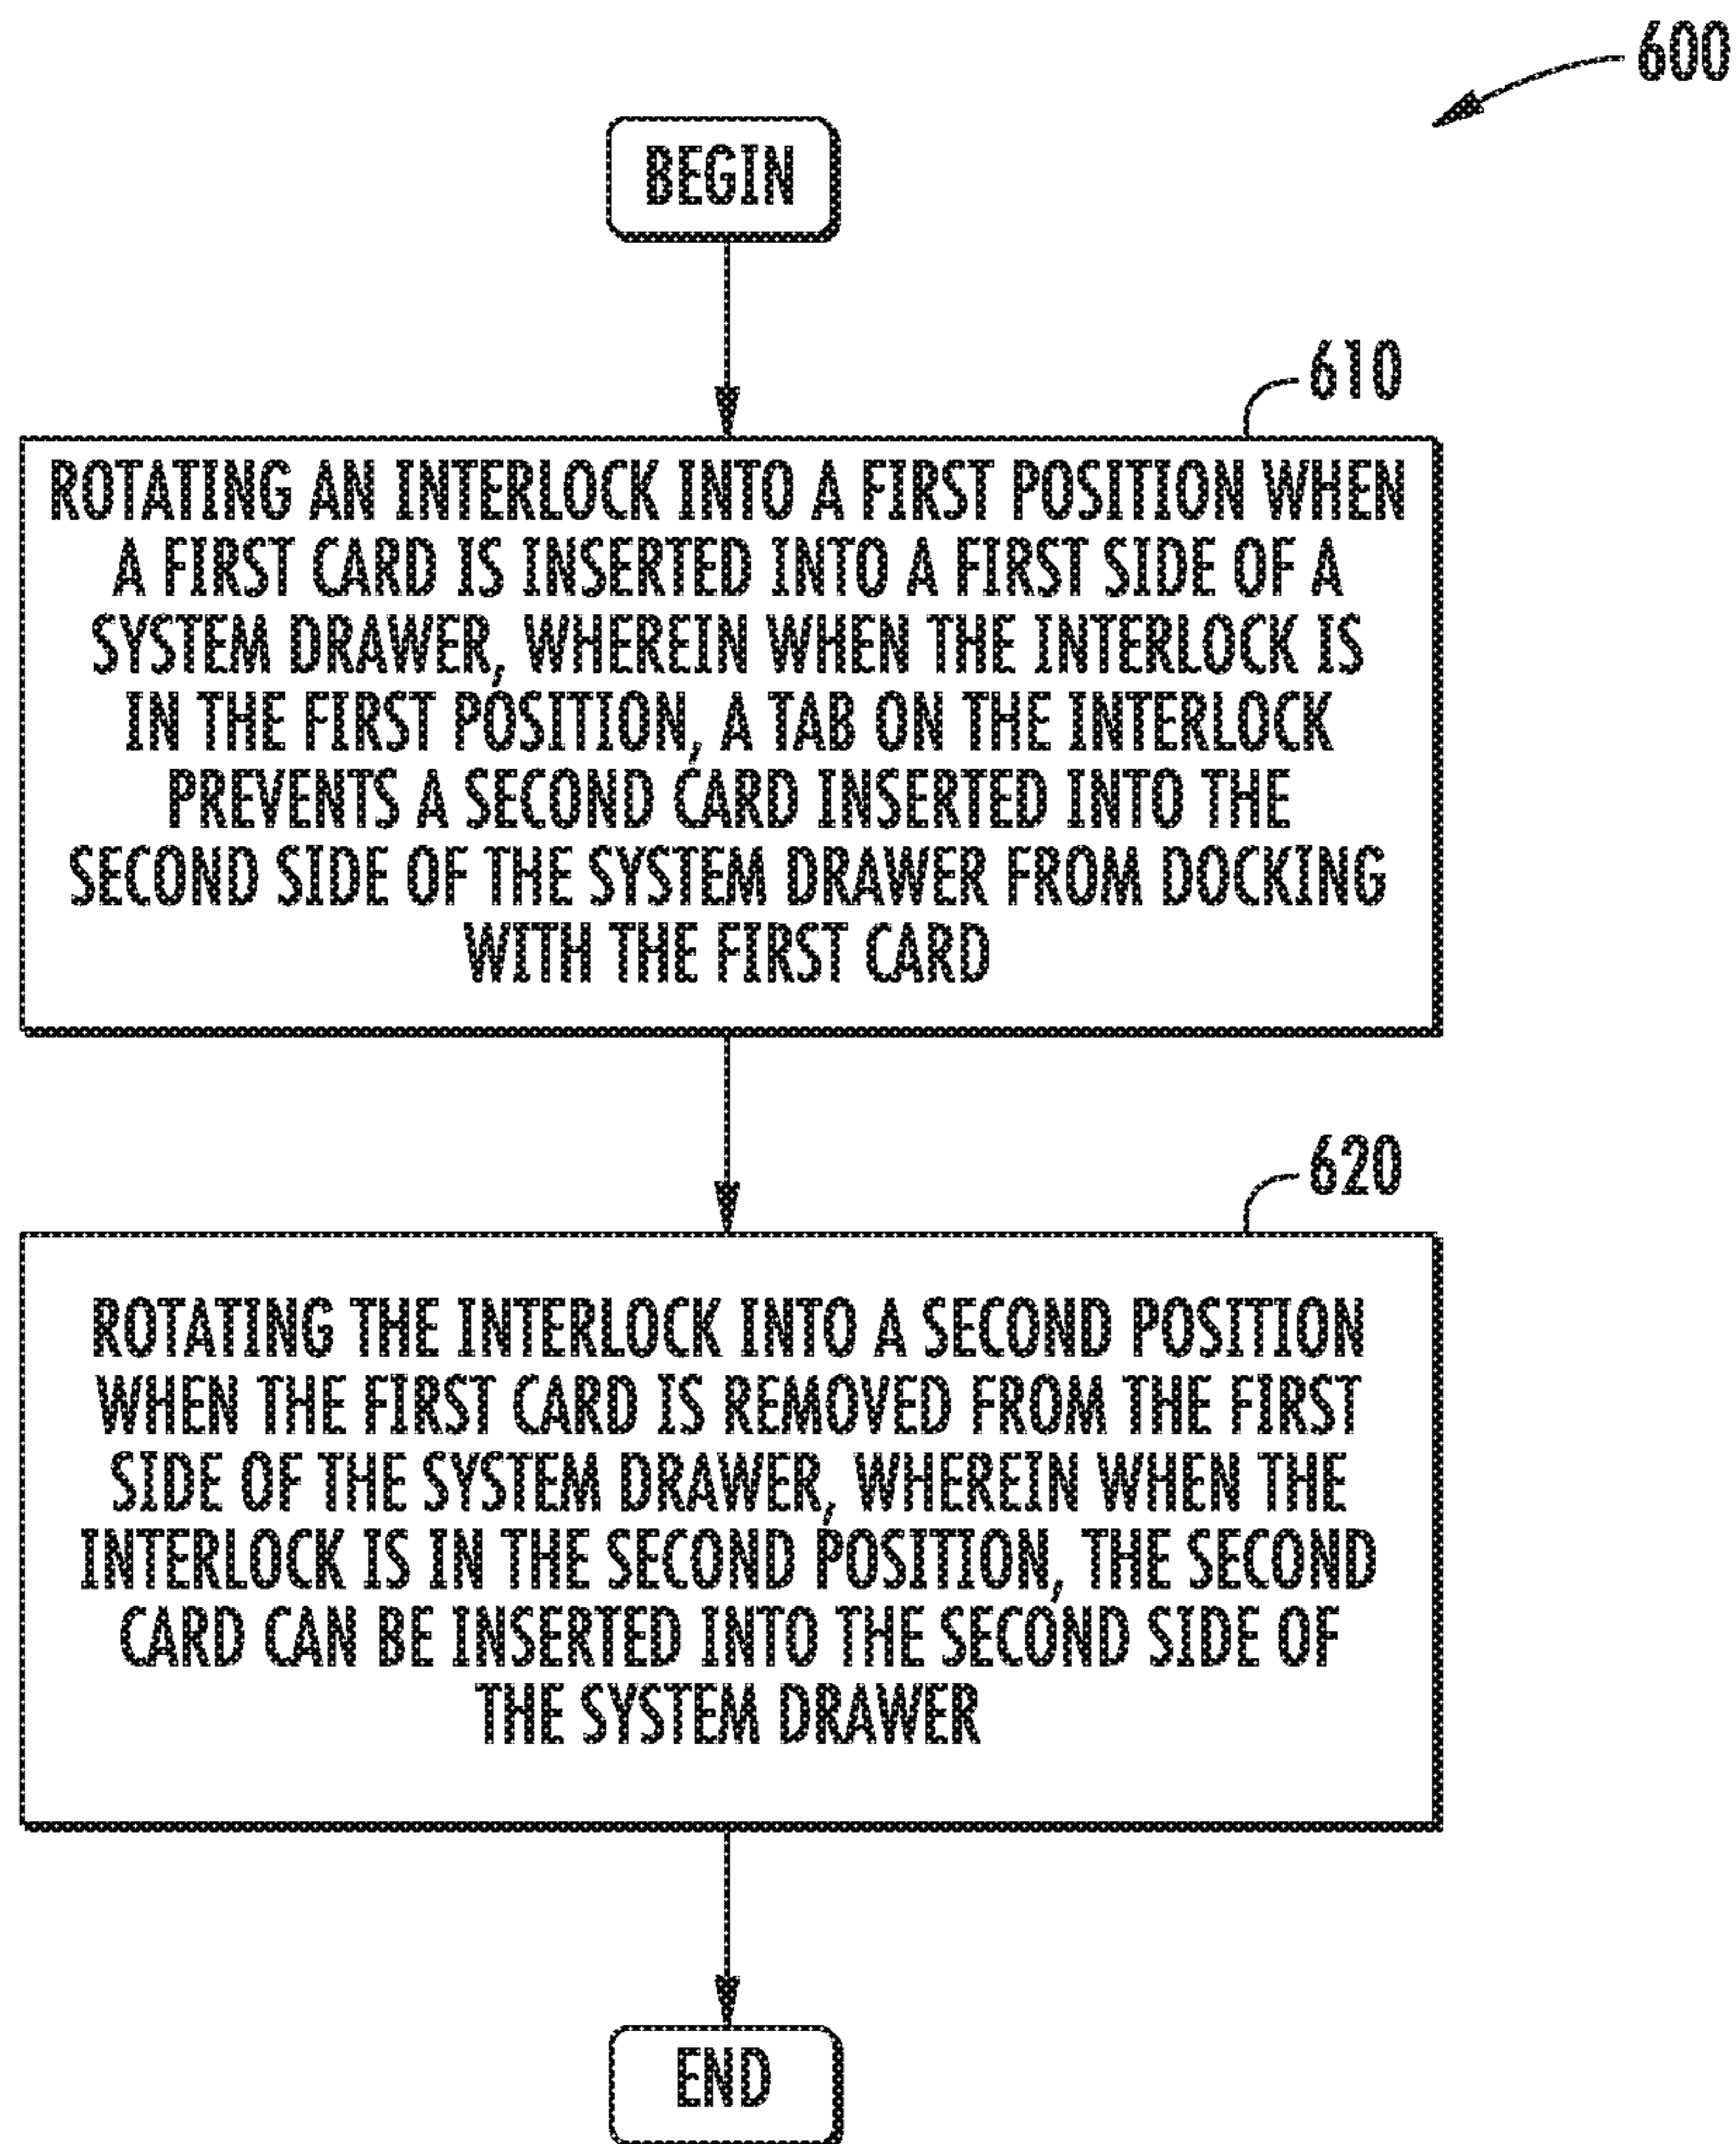 600
BEGIN
610
ROTATING AN INTERLOCK INTO A FIRST POSITION WHEN
A FIRST CARD IS INSERTED INTO A FIRST SIDE OF A
SYSTEM DRAWER, WHEREIN WHEN THE INTERLOCK IS
IN THE FIRST POSITION, A TAB ON THE INTERLOCK
PREVENTS A SECOND CARD INSERTED INTO THE
SECOND SIDE OF THE SYSTEM DRAWER FROM DOCKING
WITH THE FIRST CARD
620
ROTATING THE INTERLOCK INTO A SECOND POSITION
WHEN THE FIRST CARD IS REMOVED FROM THE FIRST
SIDE OF THE SYSTEM DRAWER, WHEREIN WHEN THE
INTERLOCK IS IN THE SECOND POSITION, THE SECOND
CARD CAN BE INSERTED INTO THE SECOND SIDE OF
THE SYSTEM DRAWER
END